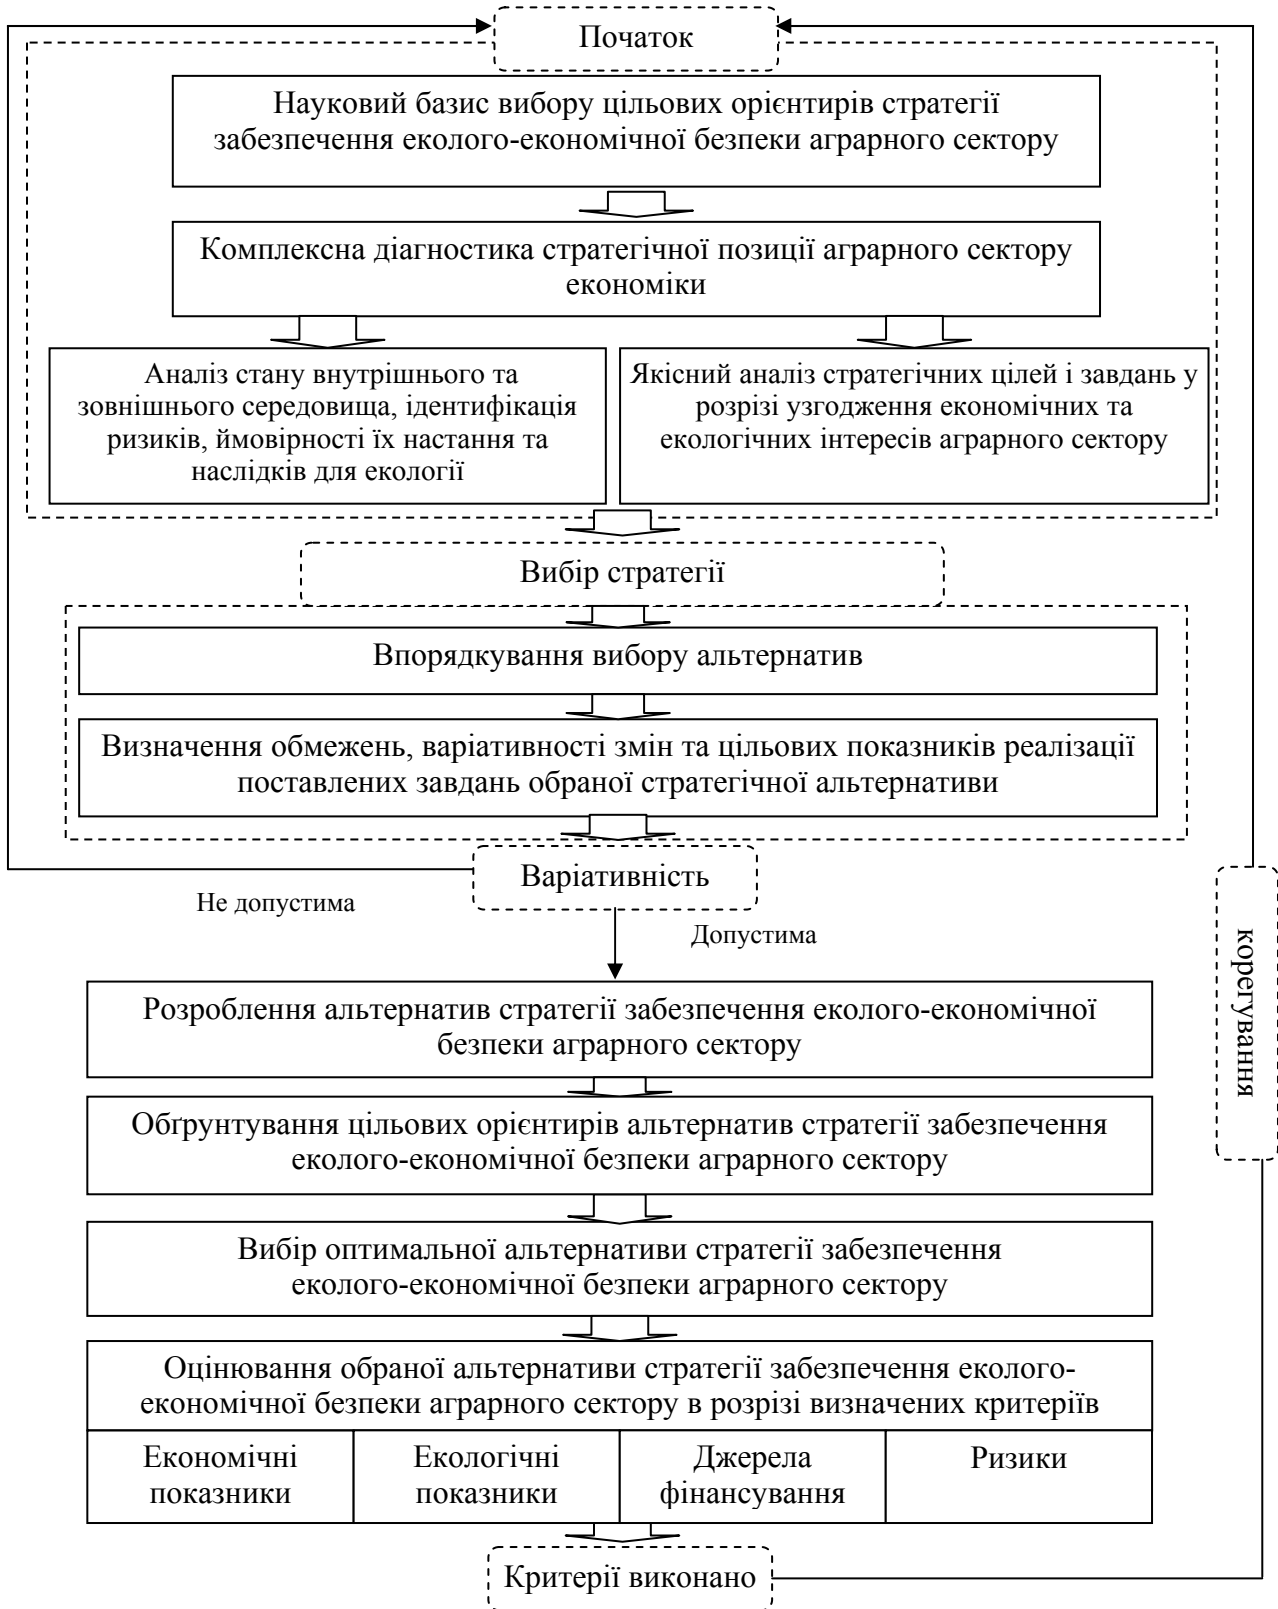 Початок
Науковий базис вибору цільових орієнтирів стратегії
забезпечення еколого-економічної безпеки аграрного сектору
Комплексна діагностика стратегічної позиції аграрного сектору
економіки
Аналіз стану внутрішнього та
зовнішнього середовища, ідентифікація
ризиків, ймовірності їх настання та
наслідків для екології
Якісний аналіз стратегічних цілей і завдань у
розрізі узгодження економічних та
екологічних інтересів аграрного сектору
Вибір стратегії
Впорядкування вибору альтернатив
Визначення обмежень, варіативності змін та цільових показників реалізації
поставлених завдань обраної стратегічної альтернативи
Варіативність
Не допустима
Допустима
корегування
Розроблення альтернатив стратегії забезпечення еколого-економічної
безпеки аграрного сектору
Обґрунтування цільових орієнтирів альтернатив стратегії забезпечення
еколого-економічної безпеки аграрного сектору
Вибір оптимальної альтернативи стратегії забезпечення
еколого-економічної безпеки аграрного сектору
Оцінювання обраної альтернативи стратегії забезпечення еколого-
економічної безпеки аграрного сектору в розрізі визначених критеріїв
Економічні
показники
Екологічні
показники
Джерела
фінансування
Ризики
Критерії виконано